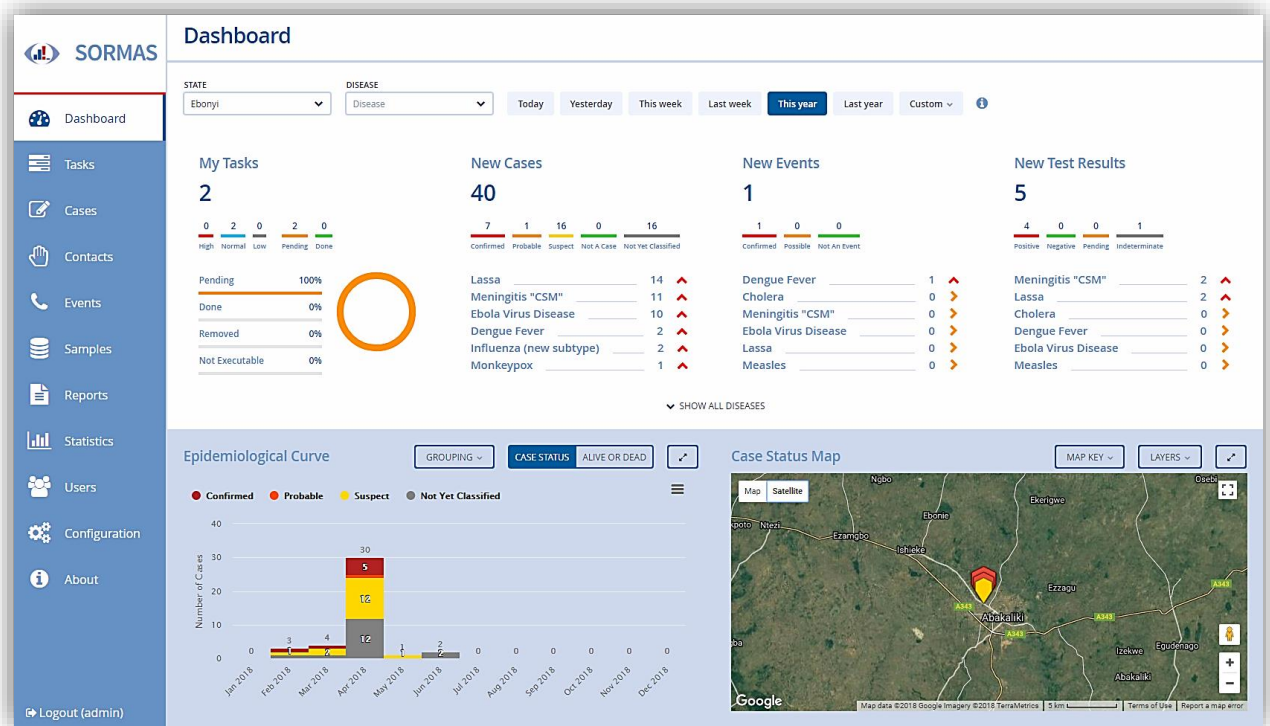 SORMAS
Dashboard
Tasks
Cases
Contacts
Events
Samples
Reports
Statistics
Users
Configuration
About
Logout (admin)
Dashboard
STATE
Ebonyi
DISEASE
Disease
Today Yesterday This week Last week This year Last year Custom
My Tasks
2
0 2 0 2 0
High Normal Low Pending Done
Pending 100%
Done 0%
Removed 0%
Not Executable 0%
New Cases
40
7 1 16 0 16
Confirmed Probable Suspect Not A Case Not Yet Classified
Lassa 14
Meningitis "CSM" 11
Ebola Virus Disease 10
Dengue Fever 2
Influenza (new subtype) 2
Monkeypox 1
New Events
1
1 0 0
Confirmed Possible Not An Event
Dengue Fever 1
Cholera 0
Meningitis "CSM" 0
Ebola Virus Disease 0
Lassa 0
Measles 0
New Test Results
5
4 0 0 1
Positive Negative Pending Indeterminate
Meningitis "CSM" 2
Lassa 2
Cholera 0
Dengue Fever 0
Ebola Virus Disease 0
Measles 0
SHOW ALL DISEASES
Epidemiological Curve
GROUPING
CASE STATUS ALIVE OR DEAD
Confirmed Probable Suspect Not Yet Classified
Number of Cases
40
30
20
10
0
0 3 4 30 1 2 0 0 0 0 0 0
5
12
12
1 2 1 2
Jan 2018 Feb 2018 Mar 2018 Apr 2018 May 2018 Jun 2018 Jul 2018 Aug 2018 Sep 2018 Oct 2018 Nov 2018 Dec 2018
Case Status Map
MAP KEY
LAYERS
Map Satellite
Ngbo
Osebi
Ekerigwe
Ebonie
kpoto Ntezi
Ezamgbo
Ishieke
Ezzagu
A343
A343
Abakaliki
A343
A343
Izekwe
Egudenago
Abakaliki
Google
Map data ©2018 Google Imagery ©2018 TerraMetrics 5 km Terms of Use Report a map error